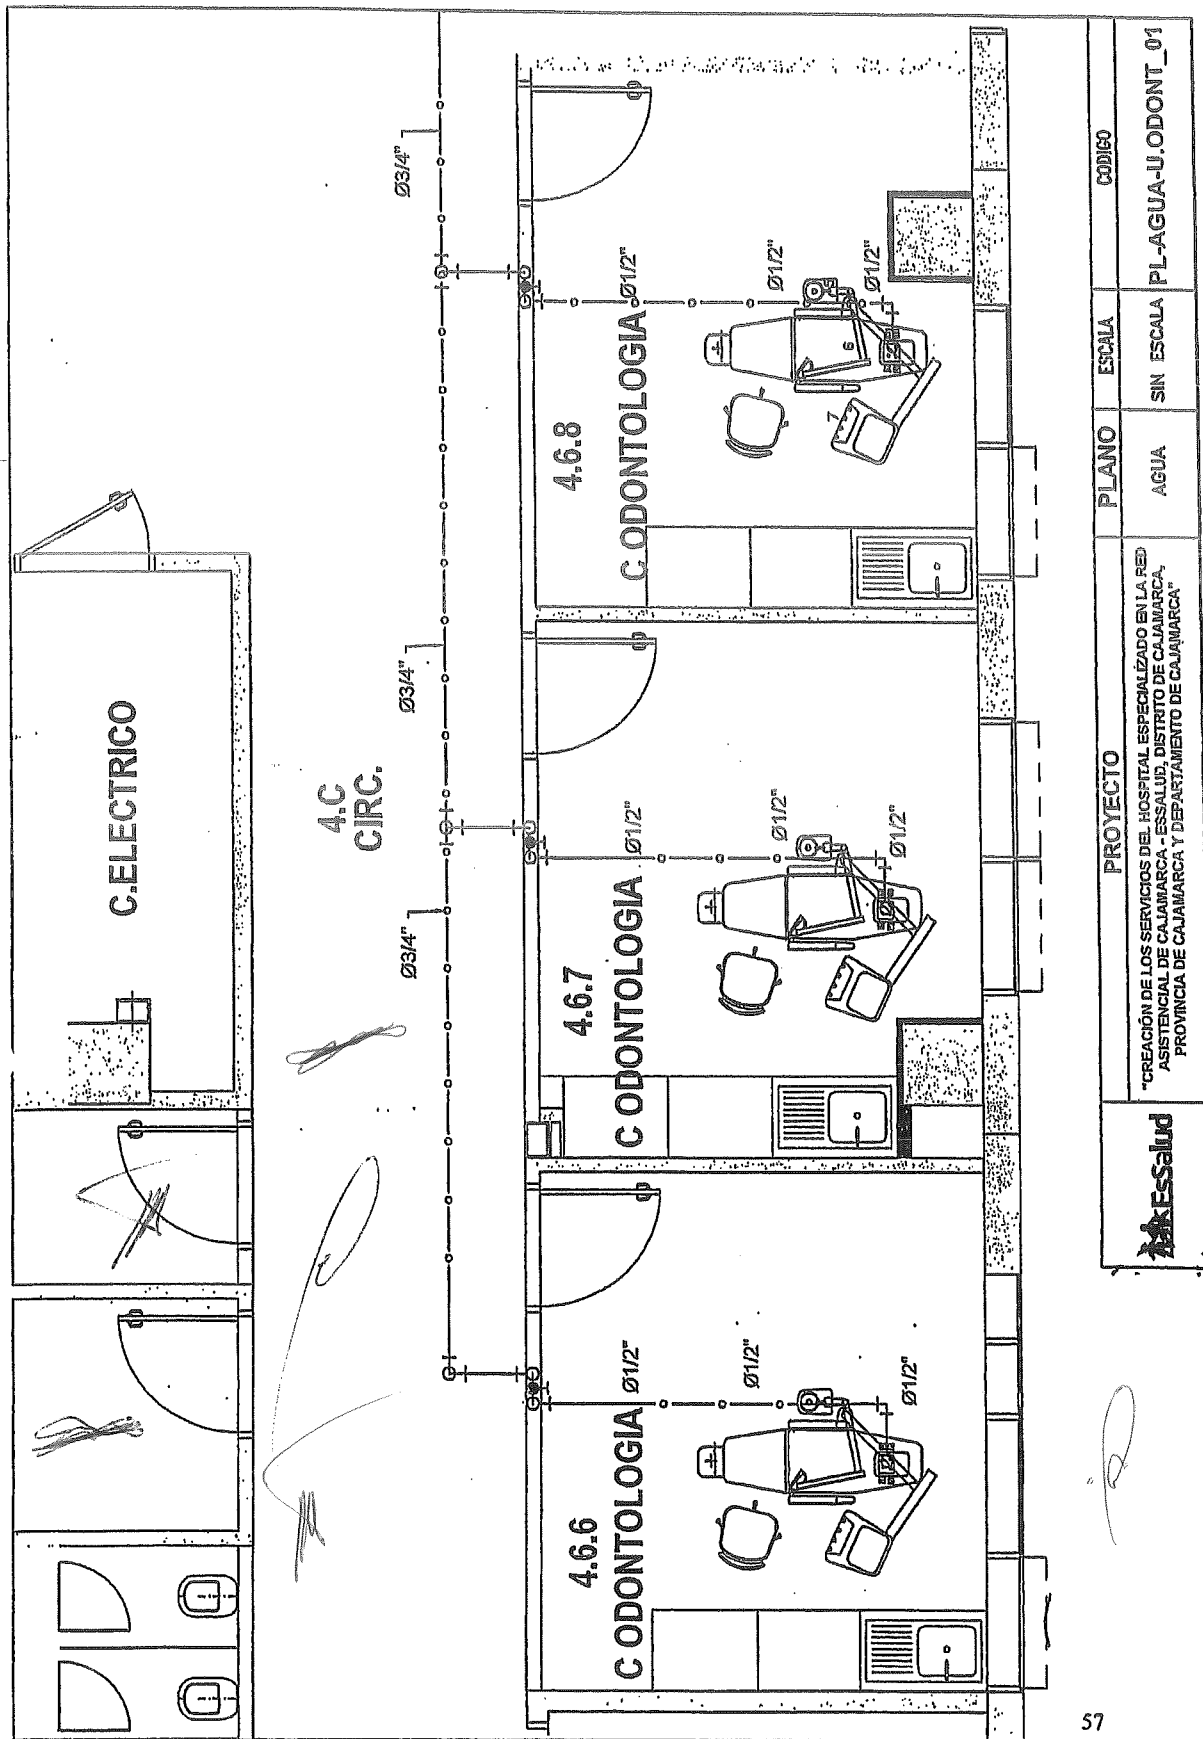 C.ELECTRICO
4.C
CIRC.
Ø3/4"
Ø3/4"
Ø3/4"
4.6.6
C ODONTOLOGIA
Ø1/2"
Ø1/2"
Ø1/2"
4.6.7
C ODONTOLOGIA
Ø1/2"
Ø1/2"
Ø1/2"
4.6.8
C ODONTOLOGIA
Ø1/2"
Ø1/2"
Ø1/2"
6
7
EsSalud
PROYECTO
"CREACIÓN DE LOS SERVICIOS DEL HOSPITAL ESPECIALIZADO EN LA RED
ASISTENCIAL DE CAJAMARCA - ESSALUD, DISTRITO DE CAJAMARCA,
PROVINCIA DE CAJAMARCA Y DEPARTAMENTO DE CAJAMARCA"
PLANO
AGUA
ESCALA
SIN ESCALA
CODIGO
PL-AGUA-U.ODONT_01
57